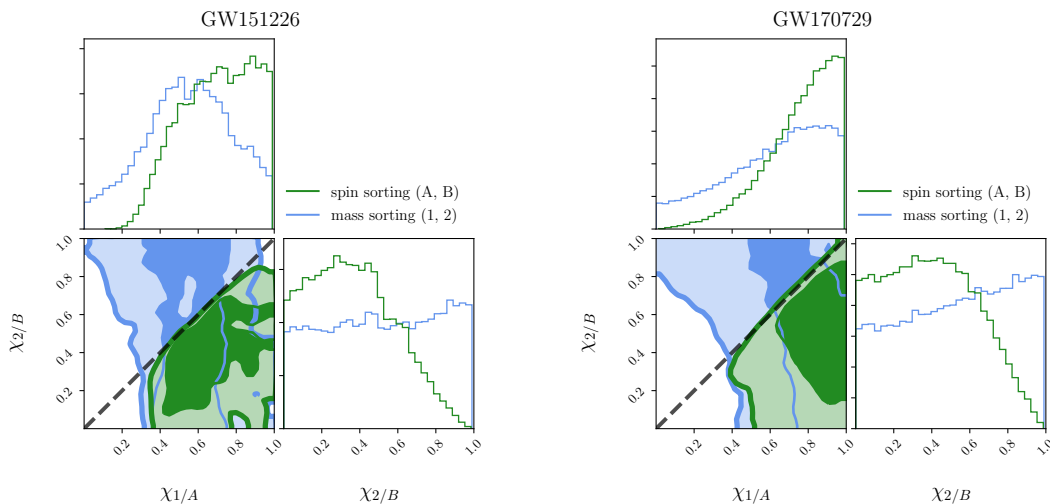 GW151226
GW170729
spin sorting (A, B)
mass sorting (1, 2)
spin sorting (A, B)
mass sorting (1, 2)
χ2/B
1.0
0.8
0.6
0.4
0.2
0.2 0.4 0.6 0.8 1.0
χ1/A
0.2 0.4 0.6 0.8 1.0
χ2/B
χ2/B
1.0
0.8
0.6
0.4
0.2
0.2 0.4 0.6 0.8 1.0
χ1/A
0.2 0.4 0.6 0.8 1.0
χ2/B